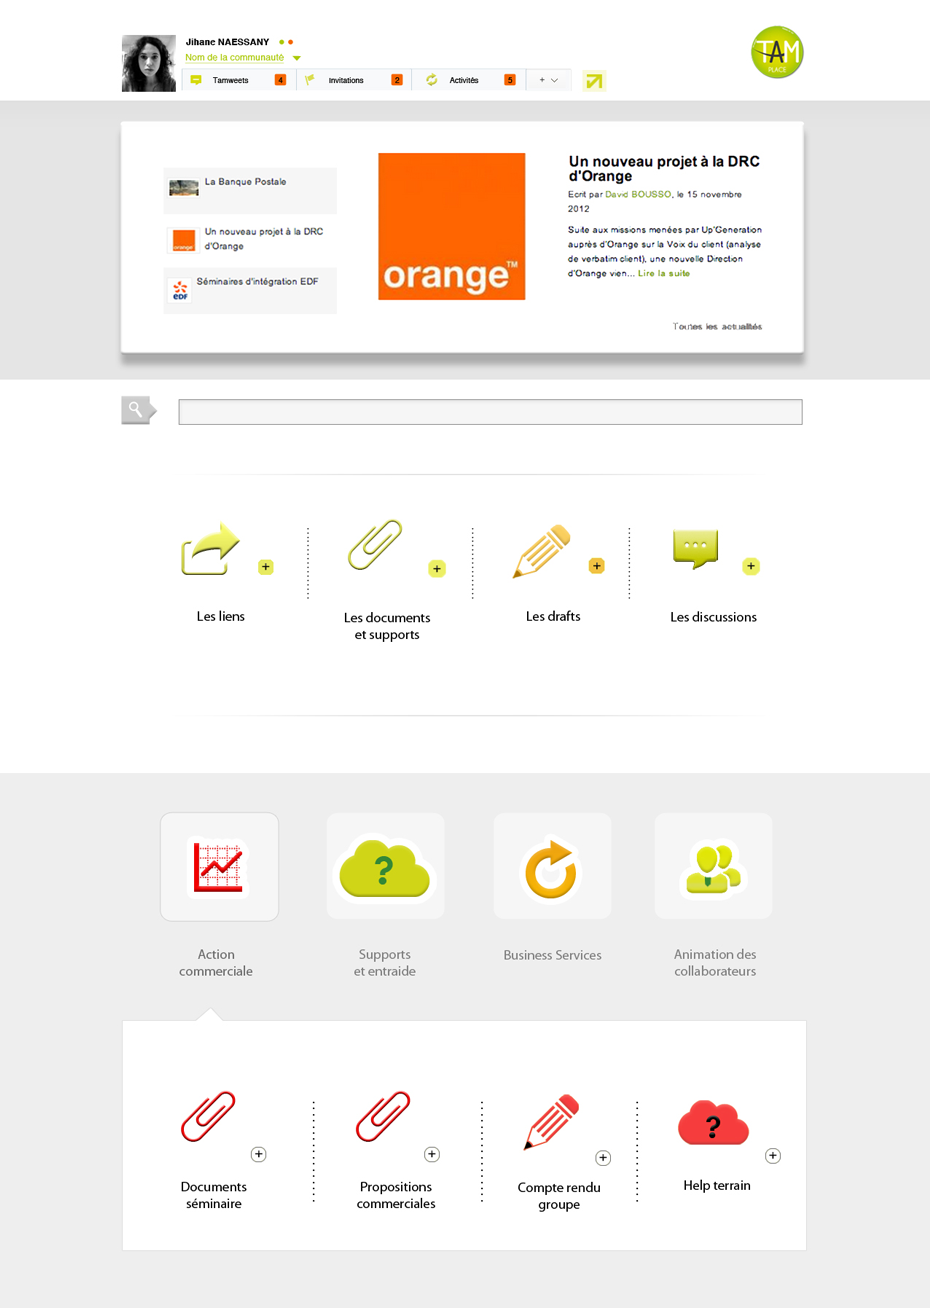 Jihane NAESSANY
Nom de la communauté
Tamweets 4 Invitations 2 Activités 5 +
TAM
PLACE
La Banque Postale
Un nouveau projet à la DRC
d'Orange
Séminaires d'intégration EDF
orange
eDF
orange™
Un nouveau projet à la DRC
d'Orange
Ecrit par David BOUSSO, le 15 novembre
2012
Suite aux missions menées par Up'Generation
auprès d'Orange sur la Voix du client (analyse
de verbatim client), une nouvelle Direction
d'Orange vien... Lire la suite
Toutes les actualités
+ + + +
Les liens
Les documents
et supports
Les drafts
Les discussions
?
Action
commerciale
Supports
et entraide
Business Services
Animation des
collaborateurs
?
+ + + +
Documents
séminaire
Propositions
commerciales
Compte rendu
groupe
Help terrain